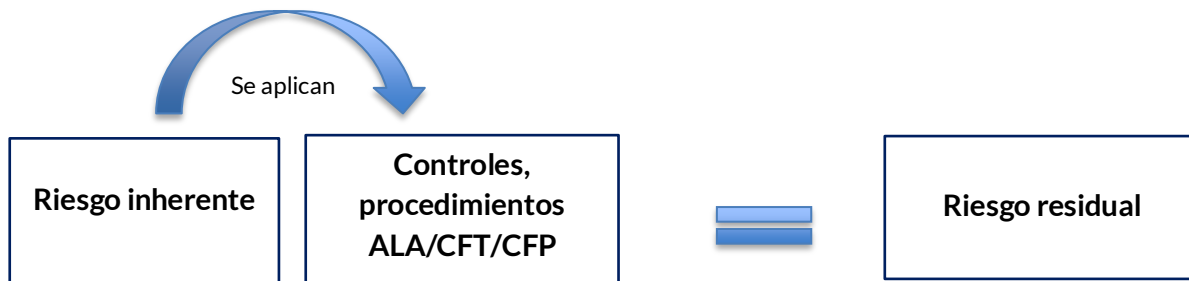 Se aplican
Riesgo inherente
Controles,
procedimientos
ALA/CFT/CFP
Riesgo residual